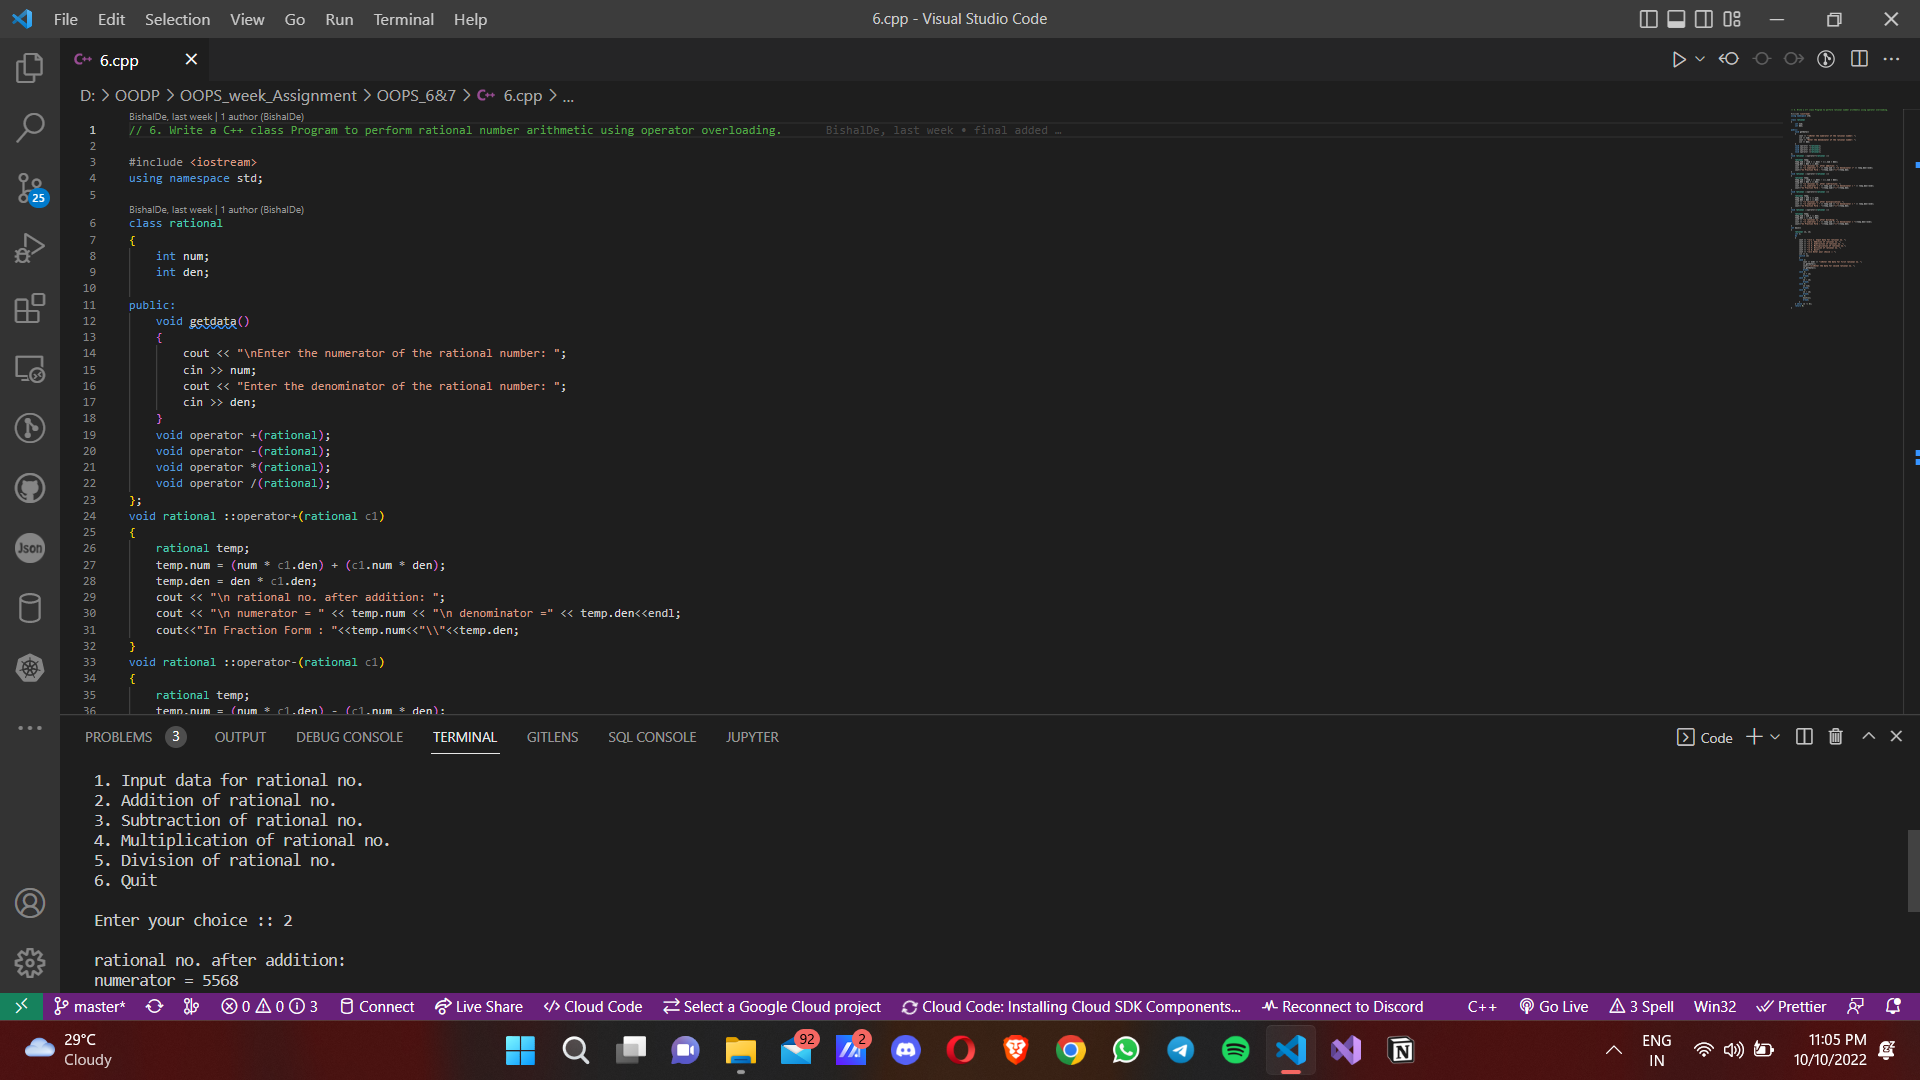 File Edit Selection View Go Run Terminal Help
6.cpp - Visual Studio Code
C++ 6.cpp
D: > OODP > OOPS_week_Assignment > OOPS_6&7 > C++ 6.cpp > ...
BishalDe, last week | 1 author (BishalDe)
1 // 6. Write a C++ class Program to perform rational number arithmetic using operator overloading. BishalDe, last week • final added …
2
3 #include <iostream>
4 using namespace std;
5
BishalDe, last week | 1 author (BishalDe)
6 class rational
7 {
8 int num;
9 int den;
10
11 public:
12 void getdata()
13 {
14 cout << "\nEnter the numerator of the rational number: ";
15 cin >> num;
16 cout << "Enter the denominator of the rational number: ";
17 cin >> den;
18 }
19 void operator +(rational);
20 void operator -(rational);
21 void operator *(rational);
22 void operator /(rational);
23 };
24 void rational ::operator+(rational c1)
25 {
26 rational temp;
27 temp.num = (num * c1.den) + (c1.num * den);
28 temp.den = den * c1.den;
29 cout << "\n rational no. after addition: ";
30 cout << "\n numerator = " << temp.num << "\n denominator =" << temp.den<<endl;
31 cout<<"In Fraction Form : "<<temp.num<<"\\"<<temp.den;
32 }
33 void rational ::operator-(rational c1)
34 {
35 rational temp;
36 temp.num = (num * c1.den) - (c1.num * den);
PROBLEMS 3 OUTPUT DEBUG CONSOLE TERMINAL GITLENS SQL CONSOLE JUPYTER
Code
1. Input data for rational no.
2. Addition of rational no.
3. Subtraction of rational no.
4. Multiplication of rational no.
5. Division of rational no.
6. Quit
Enter your choice :: 2
rational no. after addition:
numerator = 5568
25
Json
master* 0 0 3 Connect Live Share Cloud Code Select a Google Cloud project Cloud Code: Installing Cloud SDK Components... Reconnect to Discord C++ Go Live 3 Spell Win32 Prettier
29°C
Cloudy
92
2
ENG
IN
11:05 PM
10/10/2022